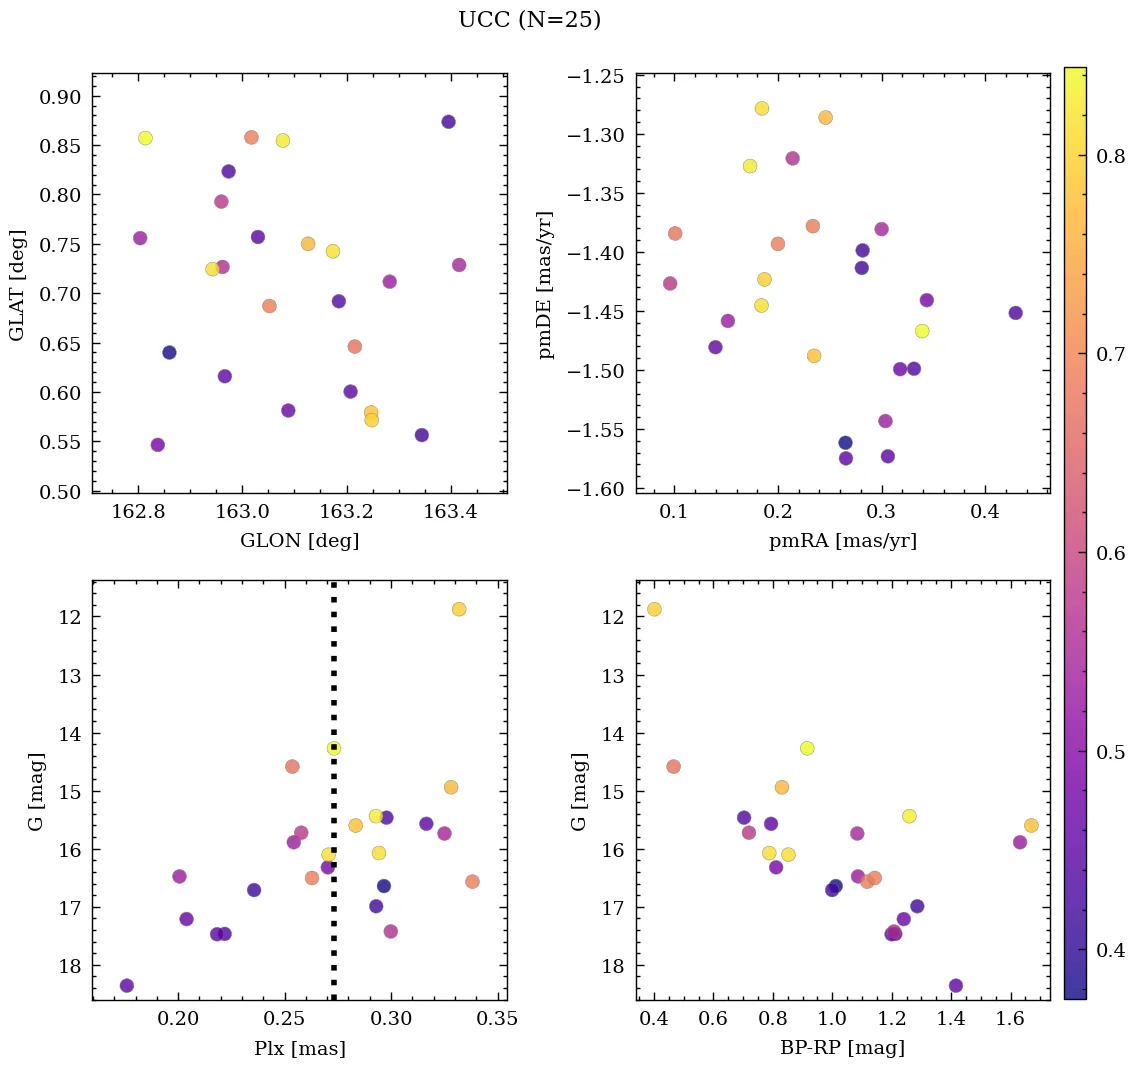 UCC (N=25)
0.90
0.85
0.80
0.75
0.70
0.65
0.60
0.55
0.50
GLAT [deg]
162.8 163.0 163.2 163.4
GLON [deg]
−1.25
−1.30
−1.35
−1.40
−1.45
−1.50
−1.55
−1.60
pmDE [mas/yr]
0.1 0.2 0.3 0.4
pmRA [mas/yr]
12
13
14
15
16
17
18
G [mag]
0.20 0.25 0.30 0.35
Plx [mas]
12
13
14
15
16
17
18
G [mag]
0.4 0.6 0.8 1.0 1.2 1.4 1.6
BP-RP [mag]
0.8
0.7
0.6
0.5
0.4